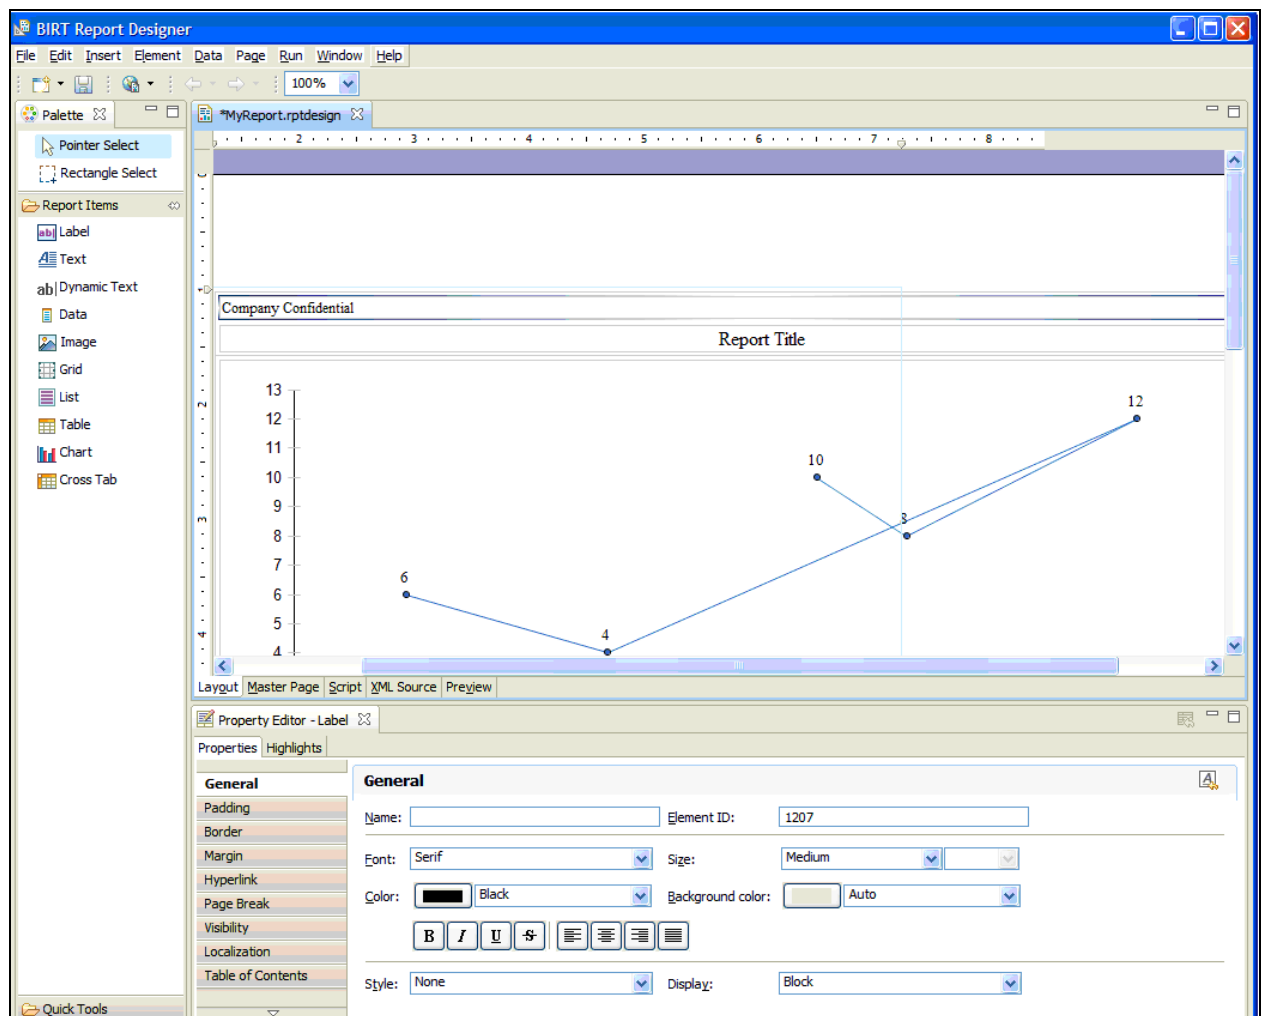 BIRT Report Designer
File Edit Insert Element Data Page Run Window Help
100%
Palette
*MyReport.rptdesign
2 3 4 5 6 7 8
Pointer Select
Rectangle Select
Report Items
Label
Text
Dynamic Text
Data
Image
Grid
List
Table
Chart
Cross Tab
Company Confidential
Report Title
13
12
11
10
9
8
7
6
5
4
12
10
8
6
4
2
3
4
Layout Master Page Script XML Source Preview
Property Editor - Label
Properties Highlights
General
Padding
Border
Margin
Hyperlink
Page Break
Visibility
Localization
Table of Contents
General
Name: Element ID: 1207
Font: Serif Size: Medium
Color: Black Background color: Auto
B I U S
Style: None Display: Block
Quick Tools